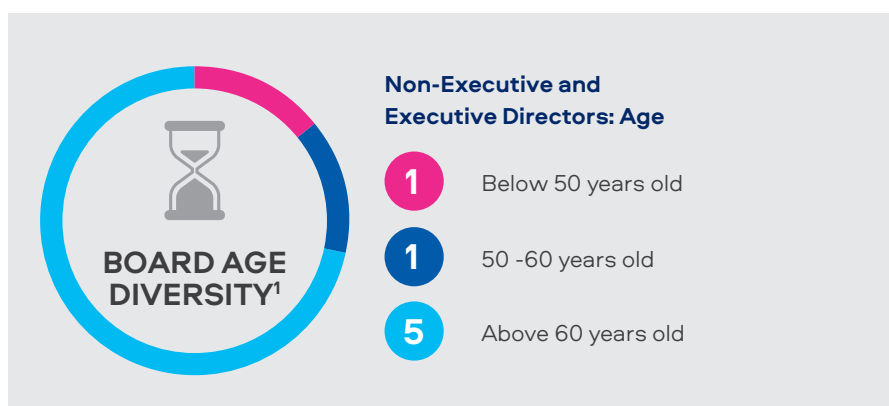 BOARD AGE
DIVERSITY¹
Non-Executive and
Executive Directors: Age
1 Below 50 years old
1 50 -60 years old
5 Above 60 years old